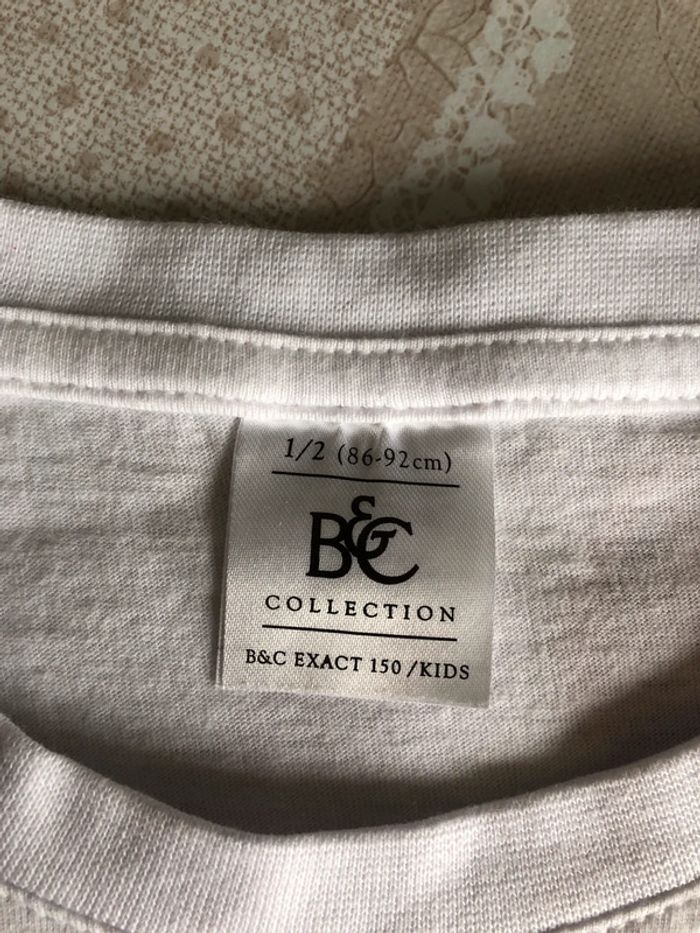 1/2 (86-92cm)
B&C
COLLECTION
B&C EXACT 150 /KIDS